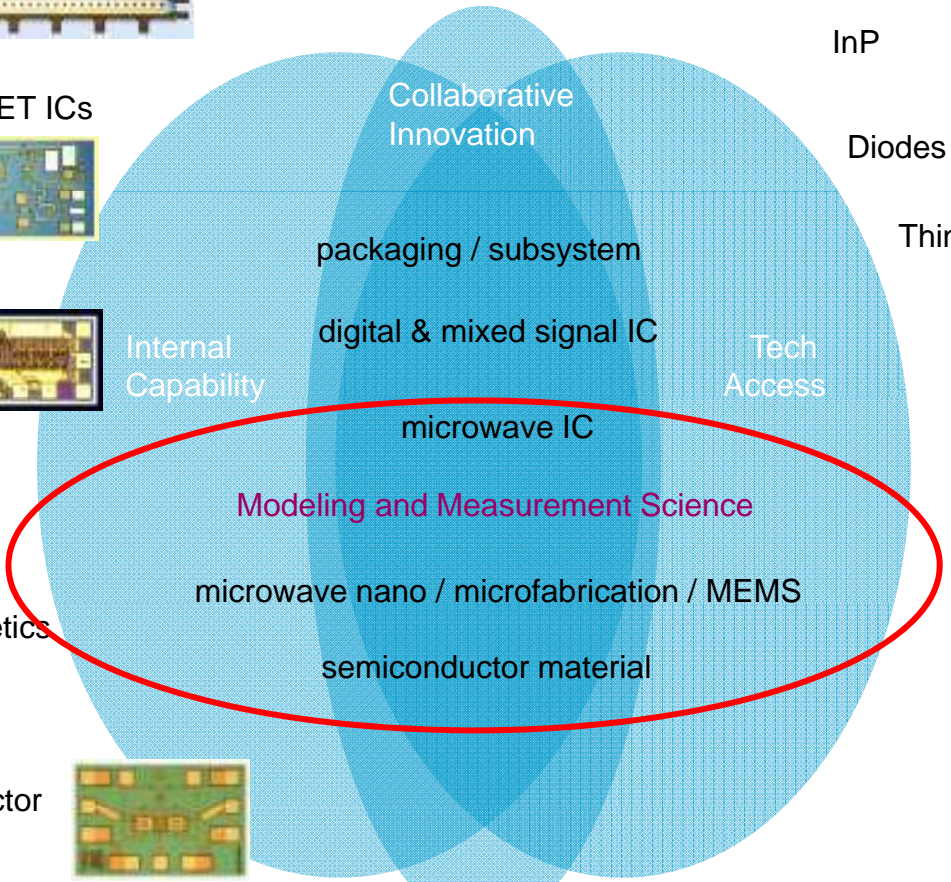 InP
Collaborative
Innovation
ET ICs
Diodes
Thin
packaging / subsystem
digital & mixed signal IC
Internal
Capability
Tech
Access
microwave IC
Modeling and Measurement Science
microwave nano / microfabrication / MEMS
etics
semiconductor material
ctor